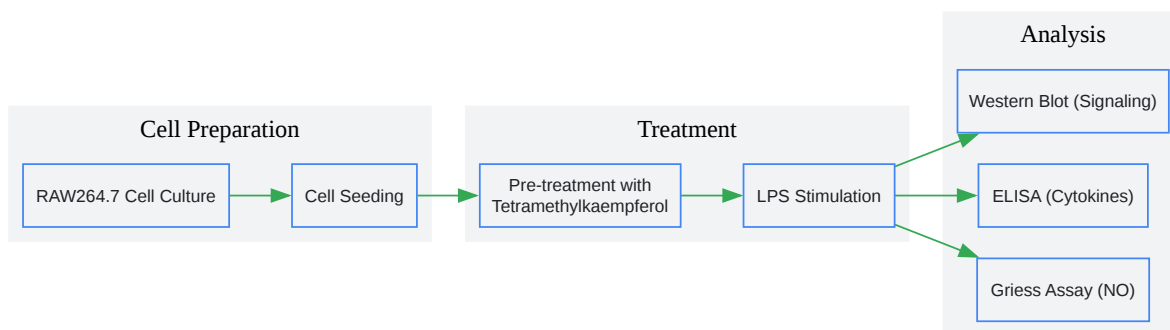 Cell Preparation
RAW264.7 Cell Culture
Cell Seeding
Treatment
Pre-treatment with
Tetramethylkaempferol
LPS Stimulation
Analysis
Western Blot (Signaling)
ELISA (Cytokines)
Griess Assay (NO)